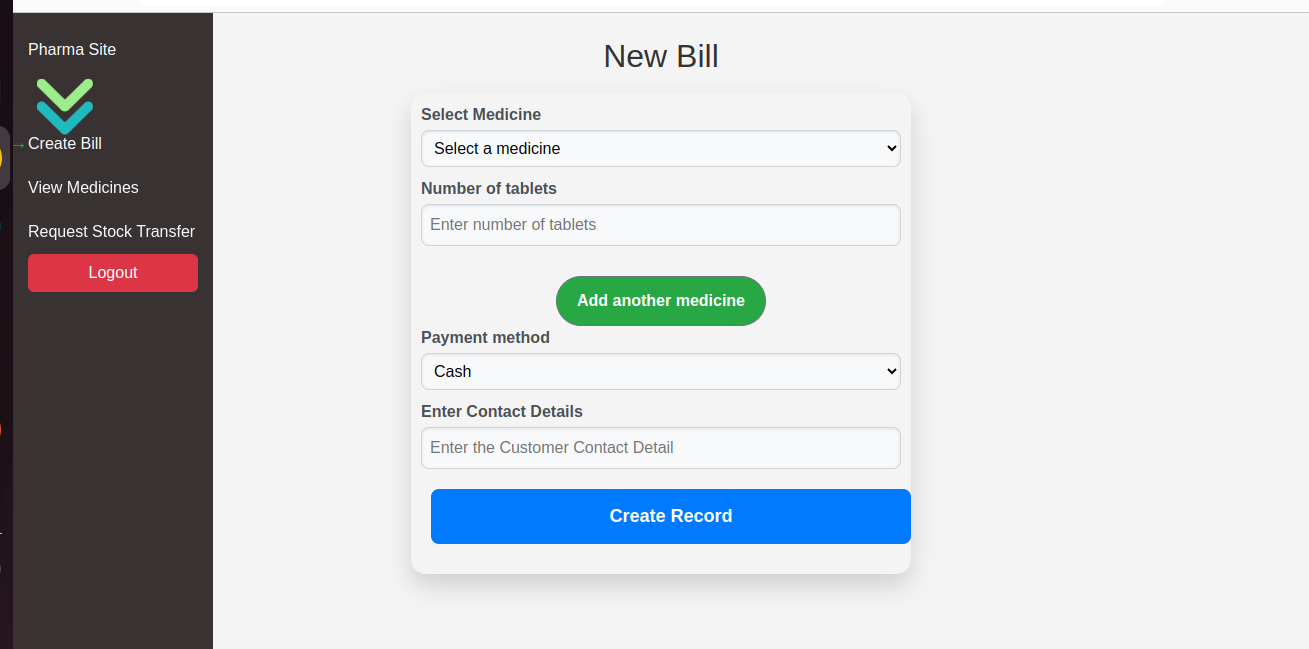 Pharma Site
→ Create Bill
View Medicines
Request Stock Transfer
Logout
New Bill
Select Medicine
Select a medicine
Number of tablets
Enter number of tablets
Add another medicine
Payment method
Cash
Enter Contact Details
Enter the Customer Contact Detail
Create Record